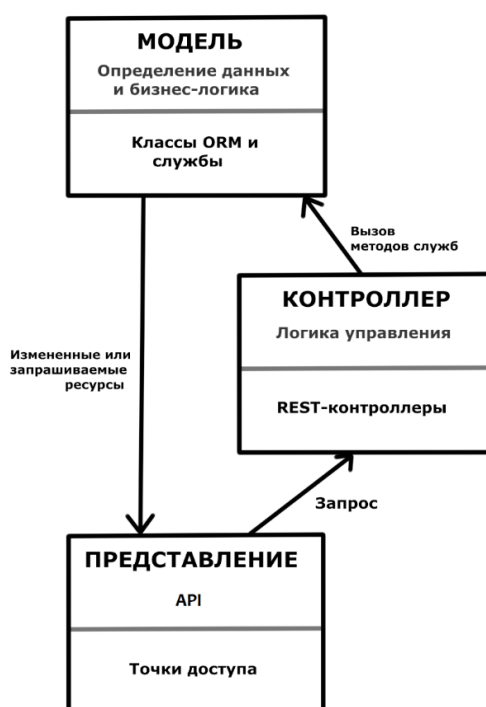 МОДЕЛЬ
Определение данных
и бизнес-логика
Классы ORM и
службы
Вызов
методов служб
КОНТРОЛЛЕР
Логика управления
REST-контроллеры
Измененные или
запрашиваемые
ресурсы
Запрос
ПРЕДСТАВЛЕНИЕ
API
Точки доступа